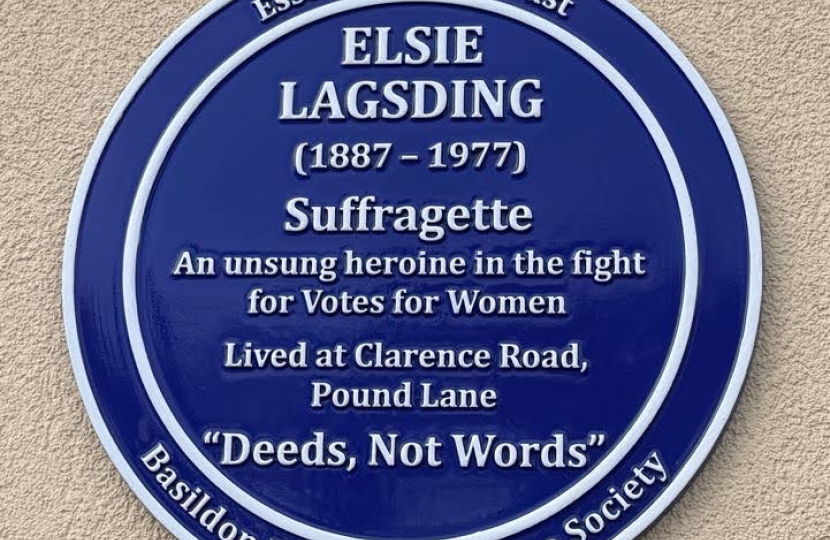 ELSIE
LAGSDING
(1887 – 1977)
Suffragette
An unsung heroine in the fight
for Votes for Women
Lived at Clarence Road,
Pound Lane
“Deeds, Not Words”
Society